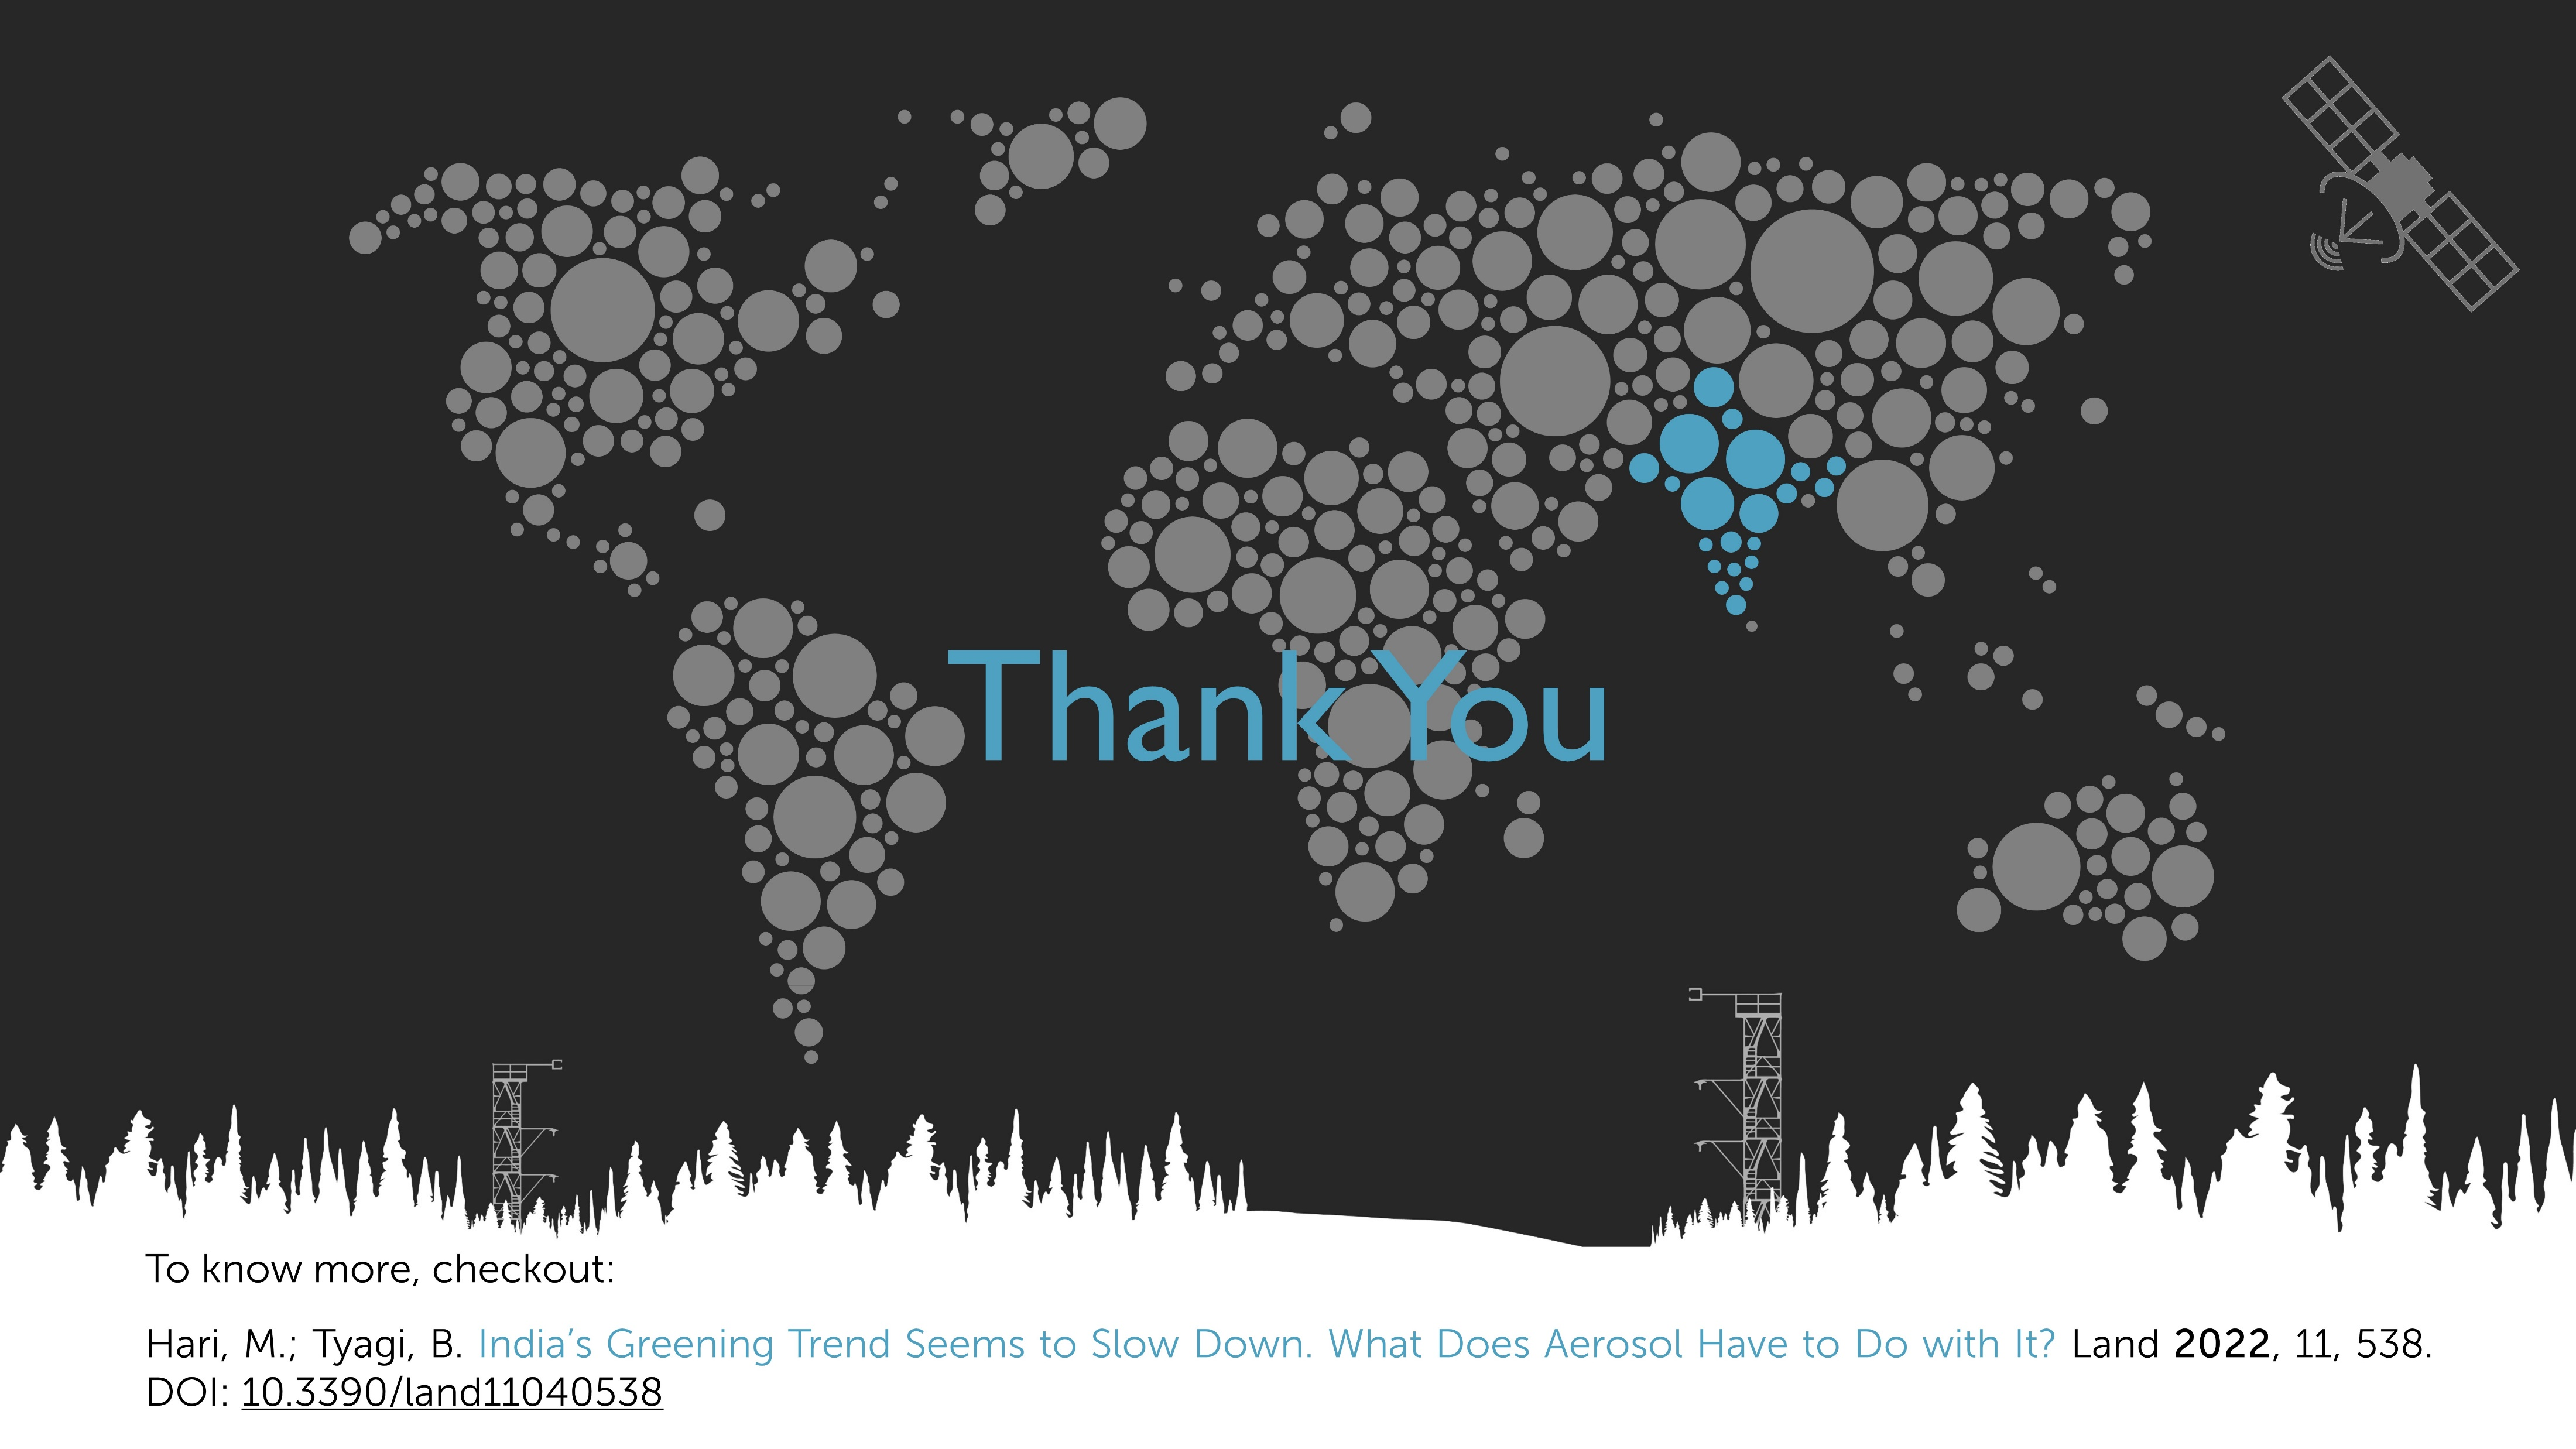 Thank You
To know more, checkout:
Hari, M.; Tyagi, B. India’s Greening Trend Seems to Slow Down. What Does Aerosol Have to Do with It? Land 2022, 11, 538.
DOI: 10.3390/land11040538